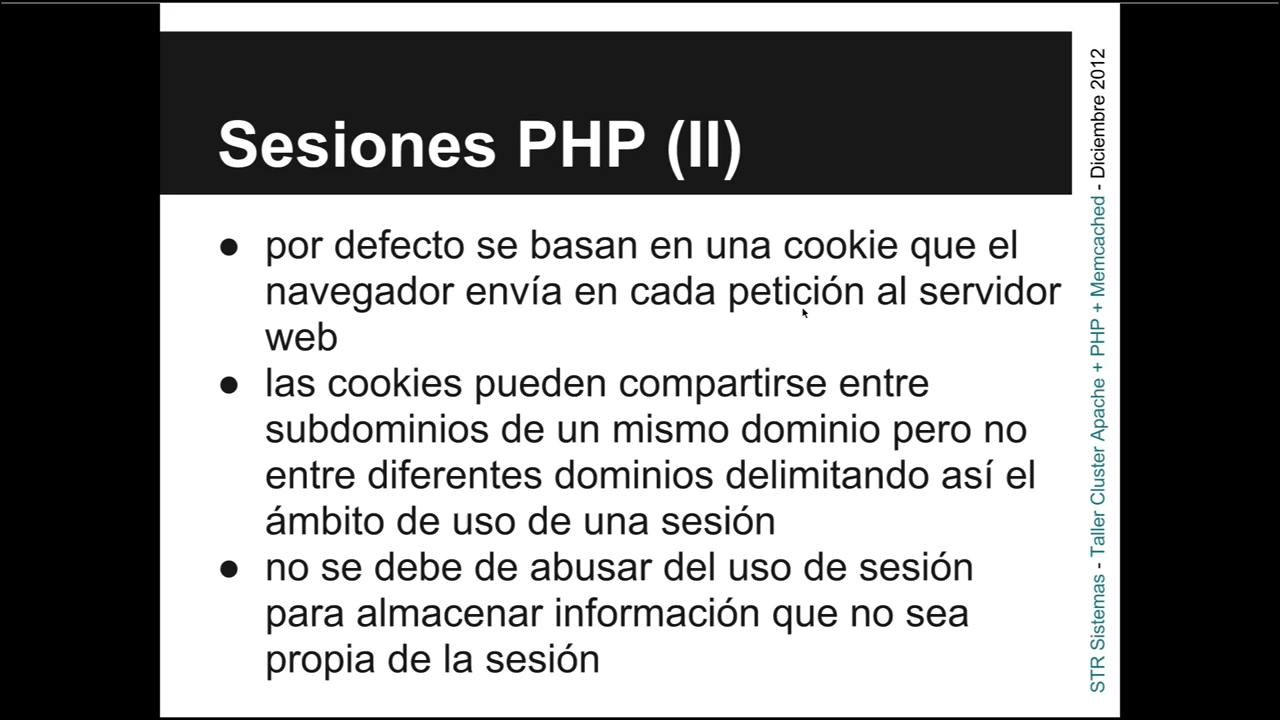 Sesiones PHP (II)
● por defecto se basan en una cookie que el
navegador envía en cada petición al servidor
web
● las cookies pueden compartirse entre
subdominios de un mismo dominio pero no
entre diferentes dominios delimitando así el
ámbito de uso de una sesión
● no se debe de abusar del uso de sesión
para almacenar información que no sea
propia de la sesión
STR Sistemas - Taller Cluster Apache + PHP + Memcached - Diciembre 2012